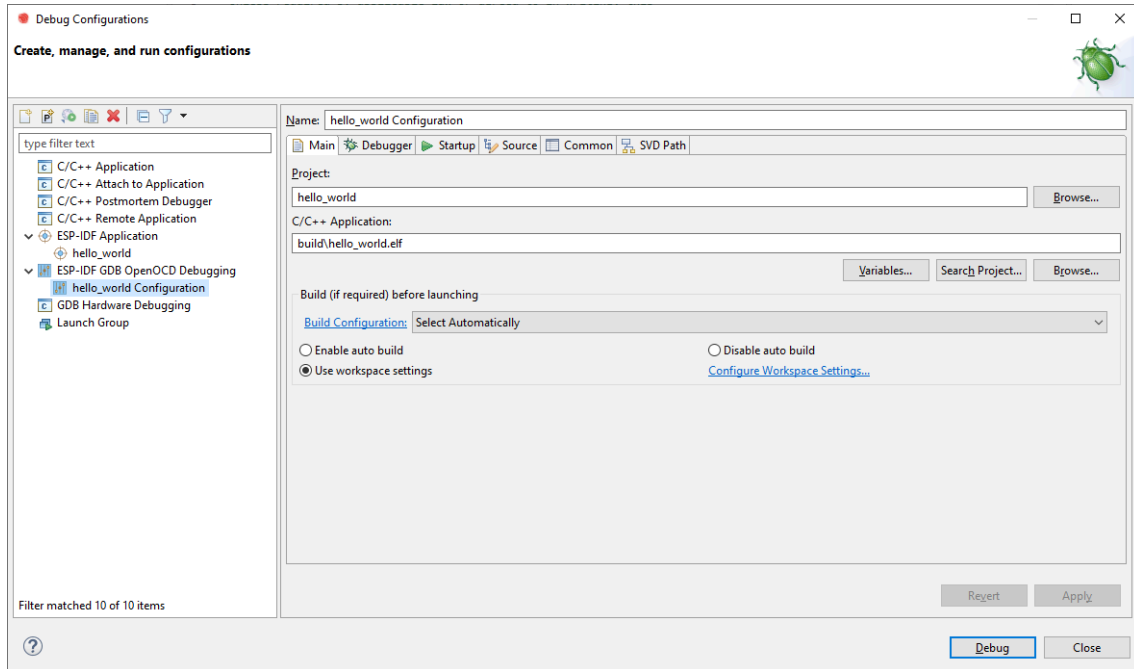 Debug Configurations
Create, manage, and run configurations
type filter text
C/C++ Application
C/C++ Attach to Application
C/C++ Postmortem Debugger
C/C++ Remote Application
ESP-IDF Application
hello_world
ESP-IDF GDB OpenOCD Debugging
hello_world Configuration
GDB Hardware Debugging
Launch Group
Filter matched 10 of 10 items
Name: hello_world Configuration
Main Debugger Startup Source Common SVD Path
Project:
hello_world Browse...
C/C++ Application:
build\hello_world.elf
Variables... Search Project... Browse...
Build (if required) before launching
Build Configuration: Select Automatically
Enable auto build Disable auto build
Use workspace settings Configure Workspace Settings...
Revert Apply
Debug Close